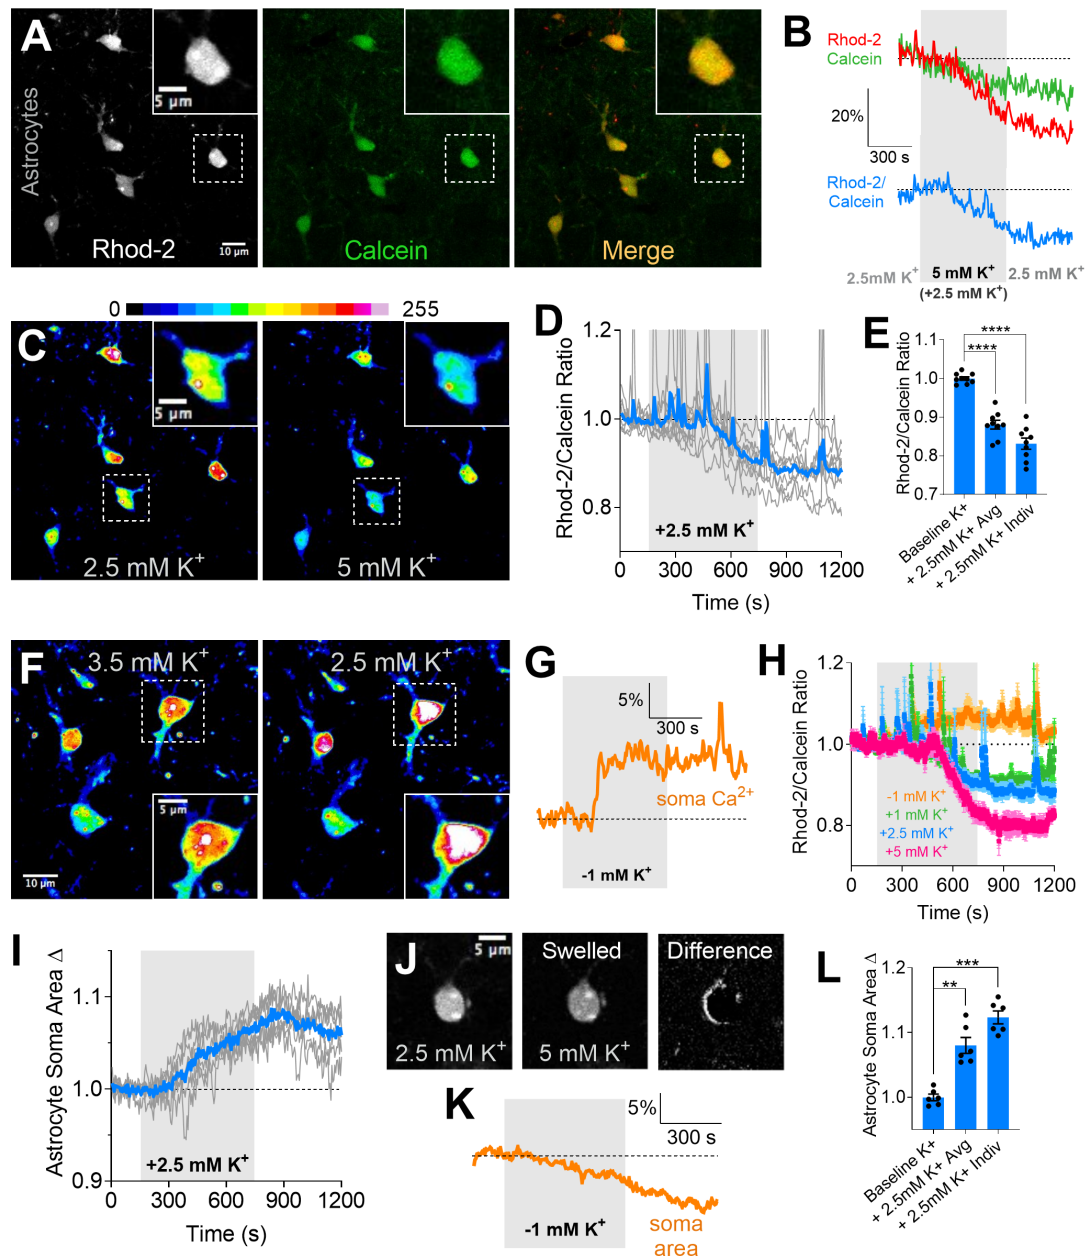 A
Astrocytes
5 µm
Rhod-2
10 µm
Calcein
Merge
B
Rhod-2
Calcein
20%
300 s
Rhod-2/
Calcein
2.5mM K+
5 mM K+
(+2.5 mM K+)
2.5 mM K+
0
255
C
5 µm
2.5 mM K+
5 mM K+
D
Rhod-2/Calcein Ratio
1.2
1.0
0.8
+2.5 mM K+
0
300
600
900
1200
Time (s)
E
Rhod-2/Calcein Ratio
1.1
1.0
0.9
0.8
0.7
****
****
Baseline K+
+ 2.5mM K+ Avg
+ 2.5mM K+ Indiv
F
3.5 mM K+
2.5 mM K+
5 µm
10 µm
G
5%
300 s
soma Ca2+
-1 mM K+
H
Rhod-2/Calcein Ratio
1.2
1.0
0.8
-1 mM K+
+1 mM K+
+2.5 mM K+
+5 mM K+
0
300
600
900
1200
Time (s)
I
Astrocyte Soma Area Δ
1.1
1.0
0.9
+2.5 mM K+
0
300
600
900
1200
Time (s)
J
5 µm
2.5 mM K+
Swelled
5 mM K+
Difference
K
5%
300 s
-1 mM K+
soma
area
L
Astrocyte Soma Area Δ
1.2
1.1
1.0
***
**
Baseline K+
+ 2.5mM K+ Avg
+ 2.5mM K+ Indiv